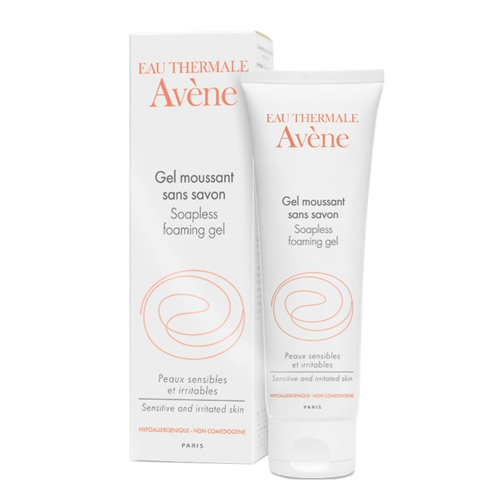 EAU THERMALE
Avène
Gel moussant
sans savon
Soapless
foaming gel
Peaux sensibles
et irritables
Sensitive and irritated skin
HYPOALLERGÉNIQUE - NON COMEDOGENE
PARIS
EAU THERMALE
Avène
Gel moussant
sans savon
Soapless
foaming gel
Peaux sensibles
et irritables
Sensitive and irritated skin
HYPOALLERGÉNIQUE - NON COMEDOGENE
PARIS